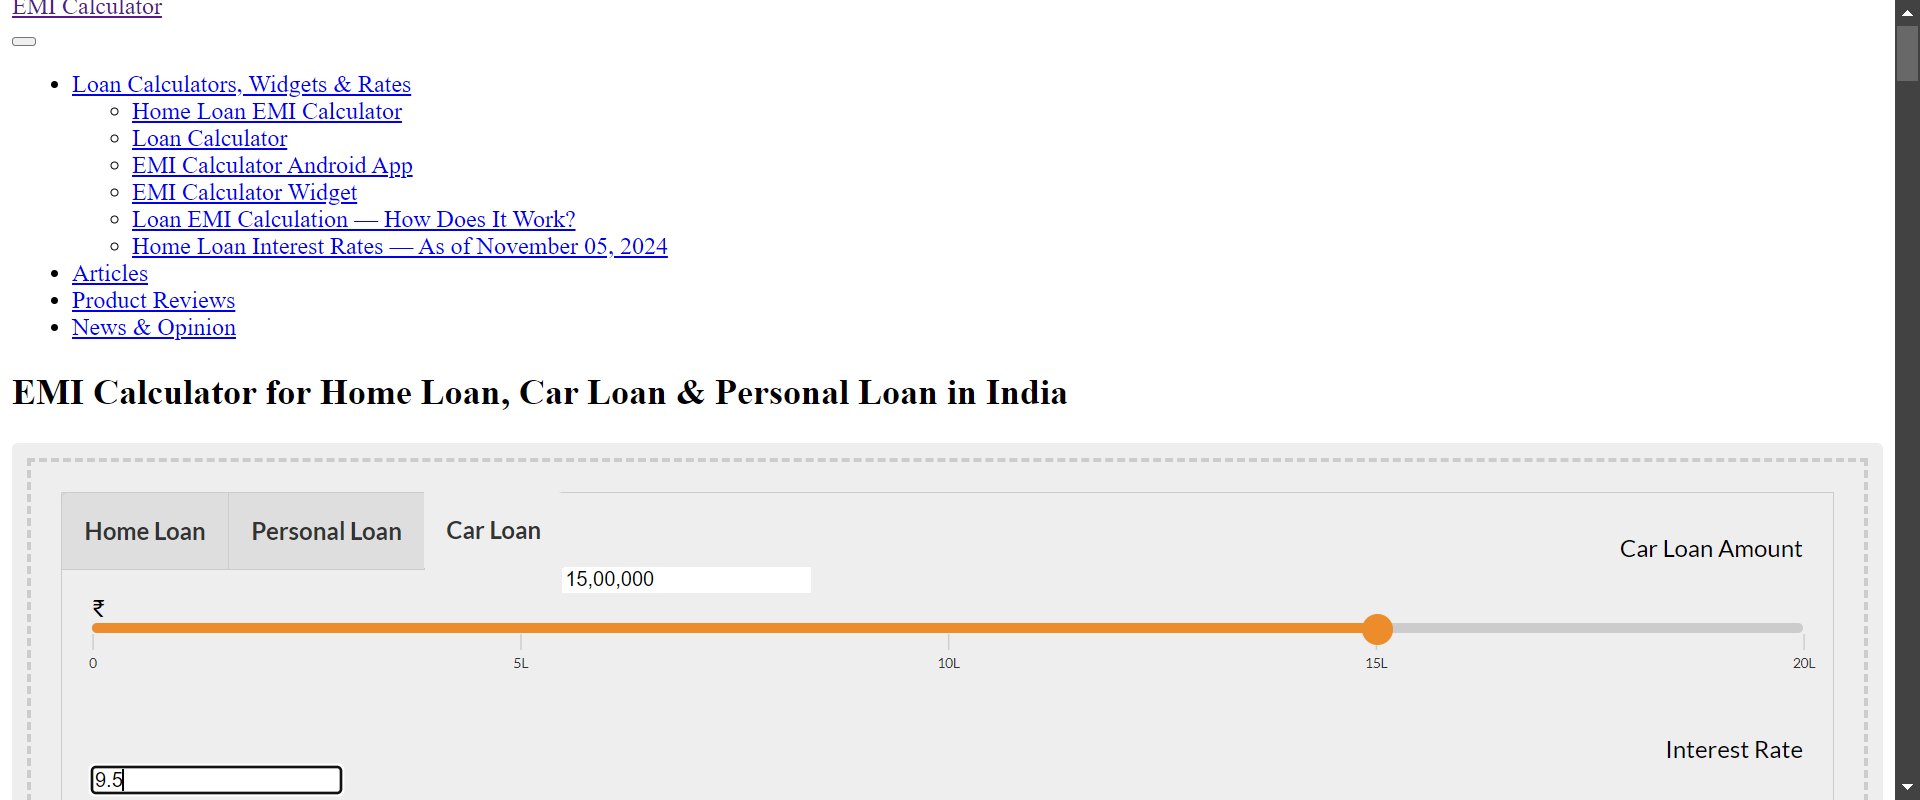 EMI Calculator
Loan Calculators, Widgets & Rates
Home Loan EMI Calculator
Loan Calculator
EMI Calculator Android App
EMI Calculator Widget
Loan EMI Calculation — How Does It Work?
Home Loan Interest Rates — As of November 05, 2024
Articles
Product Reviews
News & Opinion
EMI Calculator for Home Loan, Car Loan & Personal Loan in India
Home Loan Personal Loan Car Loan
Car Loan Amount
15,00,000
₹
0 5L 10L 15L 20L
Interest Rate
9.5